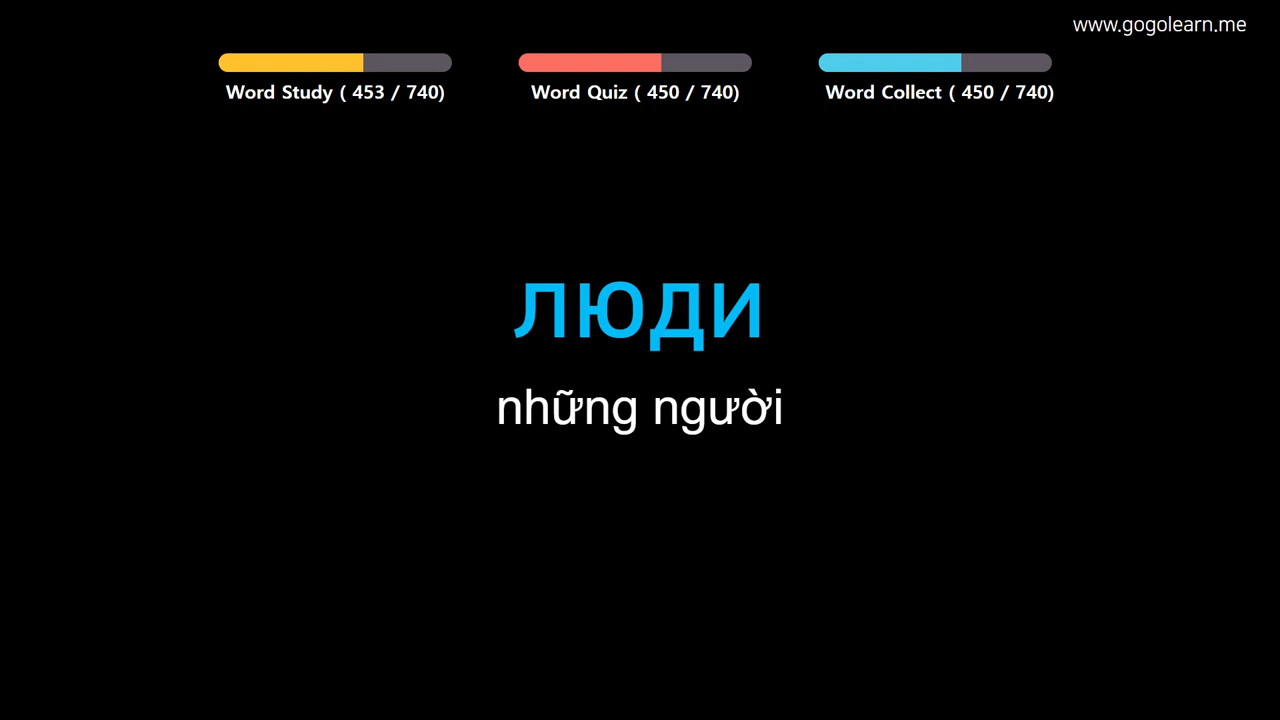 www.gogolearn.me
Word Study ( 453 / 740)
Word Quiz ( 450 / 740)
Word Collect ( 450 / 740)
люди
những người